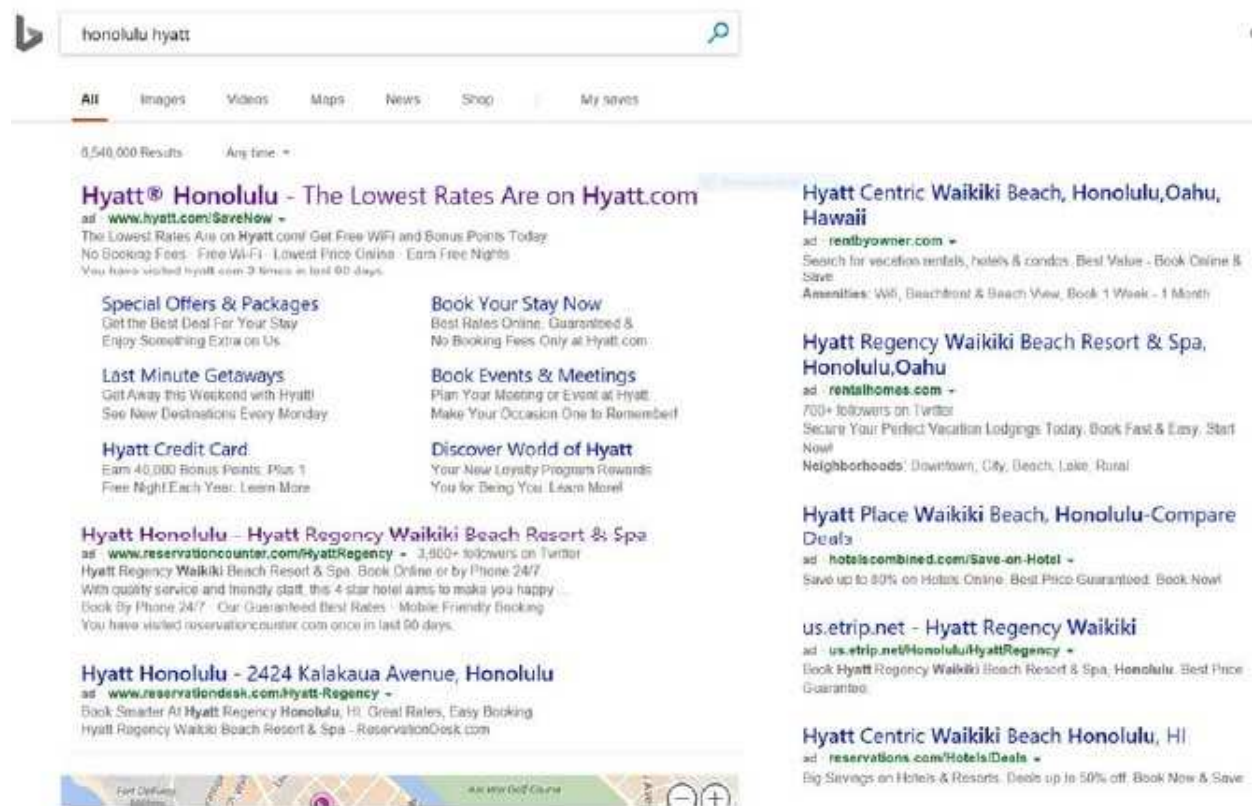 honolulu hyatt
All Images Videos Maps News Shop My saves
6,540,000 Results Any time
Hyatt® Honolulu - The Lowest Rates Are on Hyatt.com
ad · www.hyatt.com/SaveNow
The Lowest Rates Are on Hyatt.com! Get Free WiFi and Bonus Points Today
No Booking Fees · Free Wi-Fi · Lowest Price Online · Earn Free Nights
You have visited hyatt.com 3 times in last 90 days.
Special Offers & Packages
Get the Best Deal For Your Stay
Enjoy Something Extra on Us.
Book Your Stay Now
Best Rates Online, Guaranteed &
No Booking Fees Only at Hyatt.com
Last Minute Getaways
Get Away this Weekend with Hyatt!
See New Destinations Every Monday
Book Events & Meetings
Plan Your Meeting or Event at Hyatt.
Make Your Occasion One to Remember!
Hyatt Credit Card
Earn 40,000 Bonus Points, Plus 1
Free Night Each Year. Learn More
Discover World of Hyatt
Your New Loyalty Program Rewards
You for Being You. Learn More!
Hyatt Honolulu - Hyatt Regency Waikiki Beach Resort & Spa
ad · www.reservationcounter.com/HyattRegency · 3,600+ followers on Twitter
Hyatt Regency Waikiki Beach Resort & Spa. Book Online or by Phone 24/7
With quality service and friendly staff, this 4 star hotel aims to make you happy ...
Book By Phone 24/7 · Our Guaranteed Best Rates · Mobile Friendly Booking
You have visited reservationcounter.com once in last 90 days.
Hyatt Honolulu - 2424 Kalakaua Avenue, Honolulu
ad · www.reservationdesk.com/Hyatt-Regency
Book Smarter At Hyatt Regency Honolulu, HI. Great Rates, Easy Booking
Hyatt Regency Waikiki Beach Resort & Spa - ReservationDesk.com
Hyatt Centric Waikiki Beach, Honolulu,Oahu,
Hawaii
ad · rentbyowner.com
Search for vacation rentals, hotels & condos. Best Value - Book Online &
Save
Amenities: Wifi, Beachfront & Beach View, Book 1 Week - 1 Month
Hyatt Regency Waikiki Beach Resort & Spa,
Honolulu,Oahu
ad · rentalhomes.com
700+ followers on Twitter
Secure Your Perfect Vacation Lodgings Today. Book Fast & Easy. Start
Now!
Neighborhoods: Downtown, City, Beach, Lake, Rural
Hyatt Place Waikiki Beach, Honolulu-Compare
Deals
ad · hotelscombined.com/Save-on-Hotel
Save up to 80% on Hotels Online. Best Price Guaranteed. Book Now!
us.etrip.net - Hyatt Regency Waikiki
ad · us.etrip.net/Honolulu/HyattRegency
Book Hyatt Regency Waikiki Beach Resort & Spa, Honolulu. Best Price
Guarantee.
Hyatt Centric Waikiki Beach Honolulu, HI
ad · reservations.com/Hotels/Deals
Big Savings on Hotels & Resorts. Deals up to 50% off. Book Now & Save